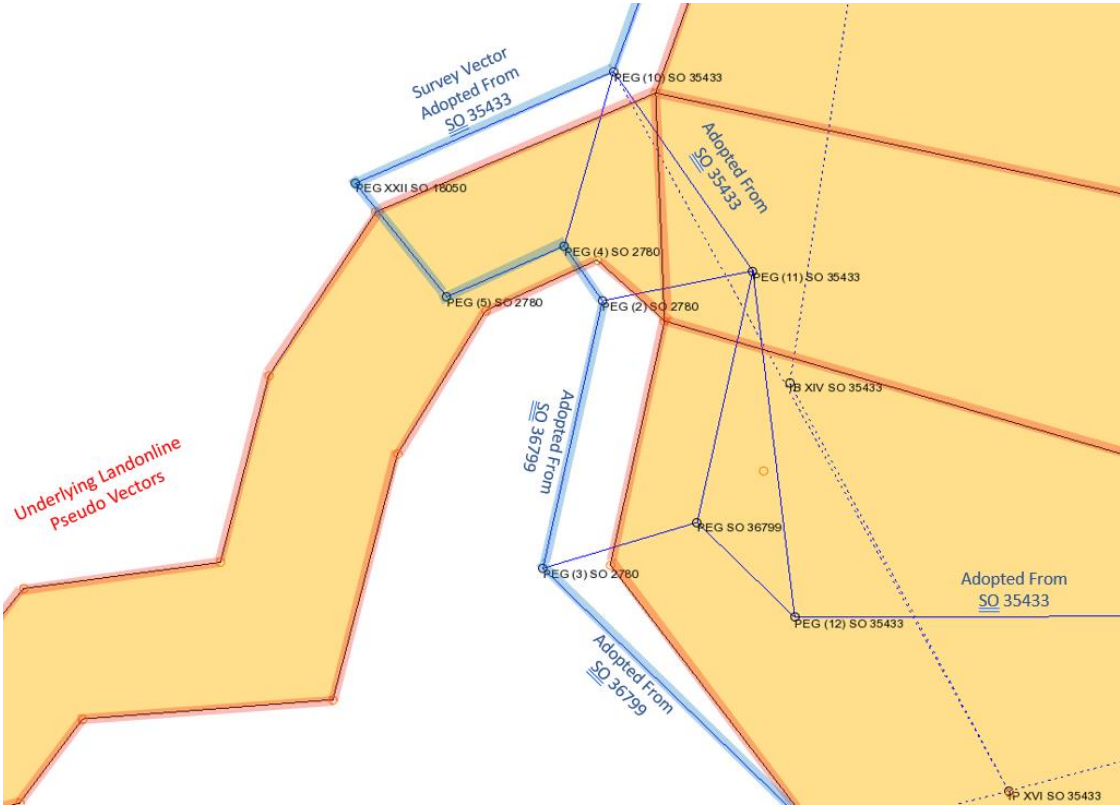 Survey Vector
Adopted From
SO 35433
PEG (10) SO 35433
Adopted From
SO 35433
PEG XXII SO 18050
PEG (4) SO 2780
PEG (11) SO 35433
PEG (5) SO 2780
PEG (2) SO 2780
IB XIV SO 35433
Adopted From
SO 36799
Underlying Landonline
Pseudo Vectors
PEG SO 36799
PEG (3) SO 2780
Adopted From
SO 35433
PEG (12) SO 35433
Adopted From
SO 36799
IP XVI SO 35433